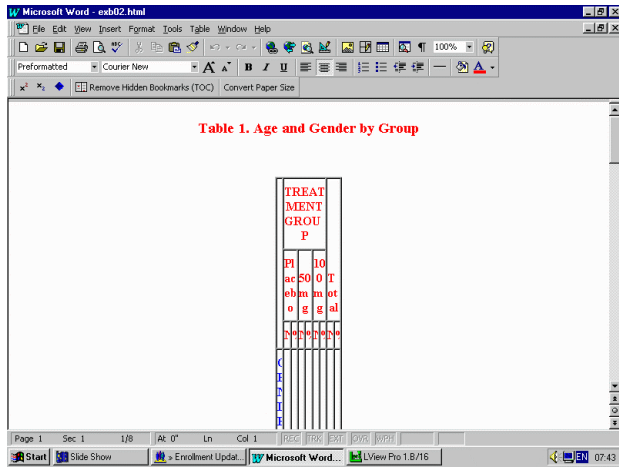 Microsoft Word - exb02.html
File Edit View Insert Format Tools Table Window Help
100%
Preformatted Courier New A A B I U A
x² x₂ Remove Hidden Bookmarks (TOC) Convert Paper Size
Table 1. Age and Gender by Group
TREAT
MENT
GROU
P
Pl
ac
eb
o
50
m
g
10
0
m
g
T
ot
al
N % N % N % N %
Page 1 Sec 1 1/8 At 0" Ln Col 1 REC TRK EXT OVR WPH
Start Slide Show » Enrollment Updat... Microsoft Word... LView Pro 1.B/16 EN 07:43